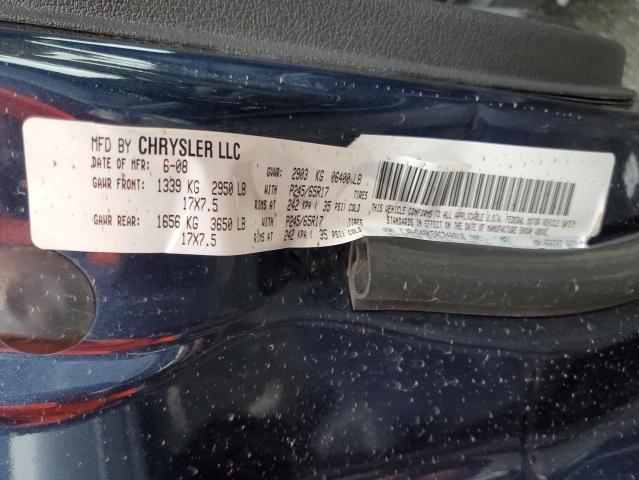 MFD BY CHRYSLER LLC
DATE OF MFR: 6-08 GVWR: 2903 KG 06400 LB
GAWR FRONT: 1339 KG 2950 LB WITH P245/65R17 TIRES
17X7.5 RIMS AT 242 KPA ( 35 PSI) COLD
GAWR REAR: 1656 KG 3650 LB WITH P245/65R17 TIRES
17X7.5 RIMS AT 242 KPA ( 35 PSI) COLD
THIS VEHICLE CONFORMS TO ALL APPLICABLE U.S.A. FEDERAL MOTOR VEHICLE SAFETY
STANDARDS IN EFFECT ON THE DATE OF MANUFACTURE SHOWN ABOVE.